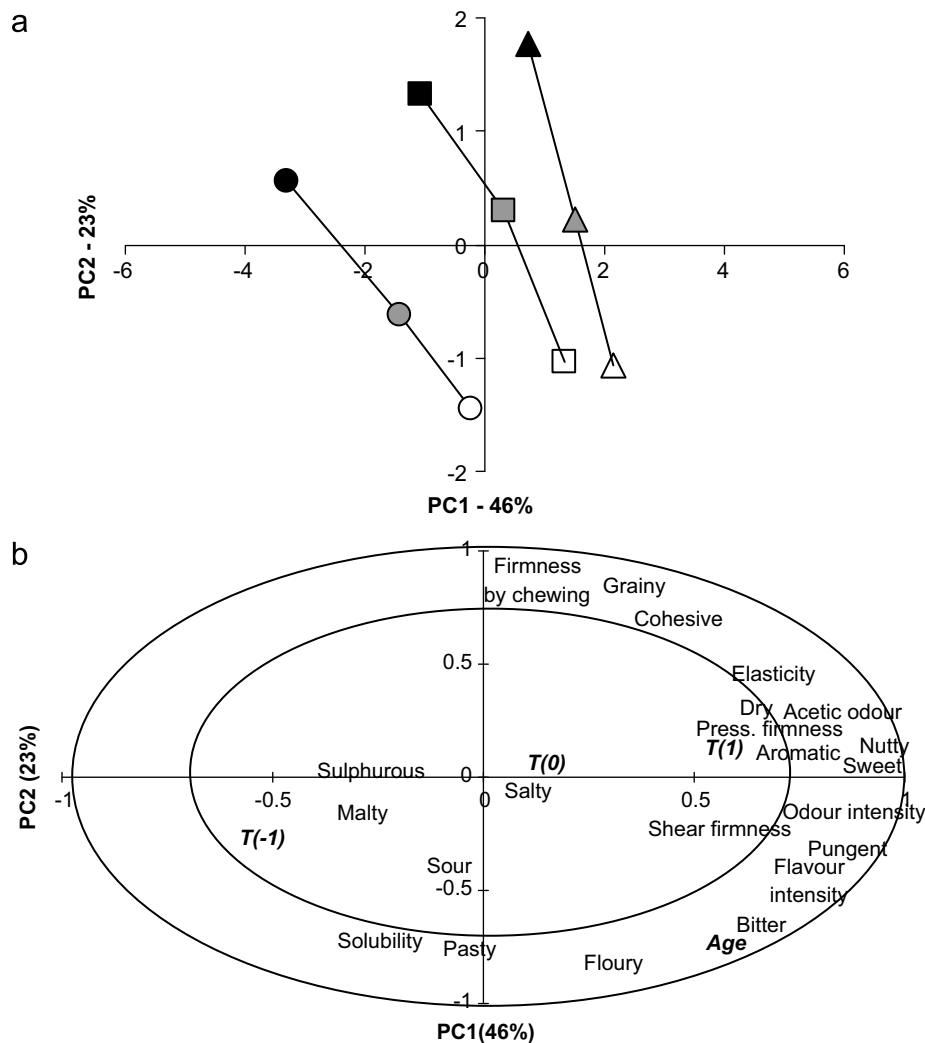 a
2
1
0
-6
-4
-2
0
2
4
6
-1
-2
PC2 - 23%
PC1 - 46%
b
1
Firmness
by chewing
Grainy
Cohesive
0.5
Elasticity
Dry
Acetic odour
Press. firmness
T(1)
Aromatic
Nutty
Sweet
T(0)
Sulphurous
0
-1
-0.5
0
Salty
0.5
1
Odour intensity
Malty
Shear firmness
T(-1)
Pungent
Sour
Flavour
intensity
-0.5
Bitter
Solubility
Pasty
Age
Floury
-1
PC2 (23%)
PC1(46%)